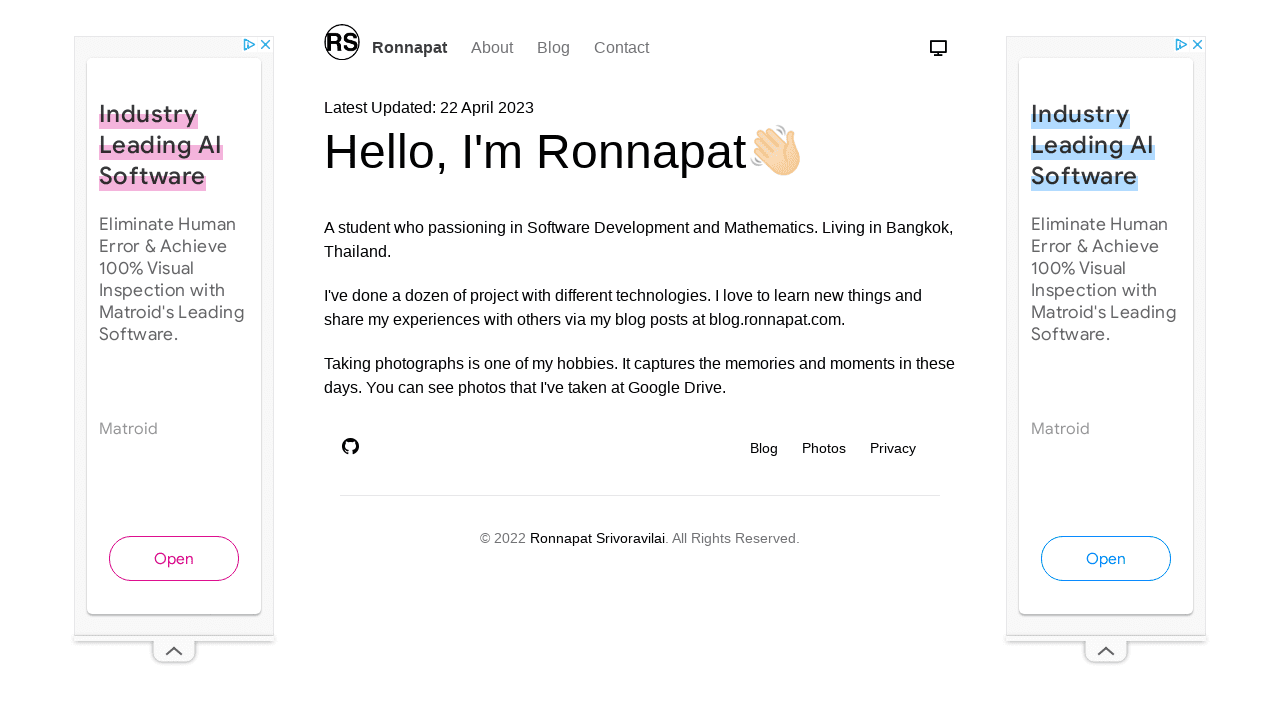 RS
Ronnapat About Blog Contact
Latest Updated: 22 April 2023
Hello, I'm Ronnapat
A student who passioning in Software Development and Mathematics. Living in Bangkok,
Thailand.
I've done a dozen of project with different technologies. I love to learn new things and
share my experiences with others via my blog posts at blog.ronnapat.com.
Taking photographs is one of my hobbies. It captures the memories and moments in these
days. You can see photos that I've taken at Google Drive.
Blog Photos Privacy
© 2022 Ronnapat Srivoravilai. All Rights Reserved.
Industry
Leading AI
Software
Eliminate Human
Error & Achieve
100% Visual
Inspection with
Matroid's Leading
Software.
Matroid
Open
Industry
Leading AI
Software
Eliminate Human
Error & Achieve
100% Visual
Inspection with
Matroid's Leading
Software.
Matroid
Open